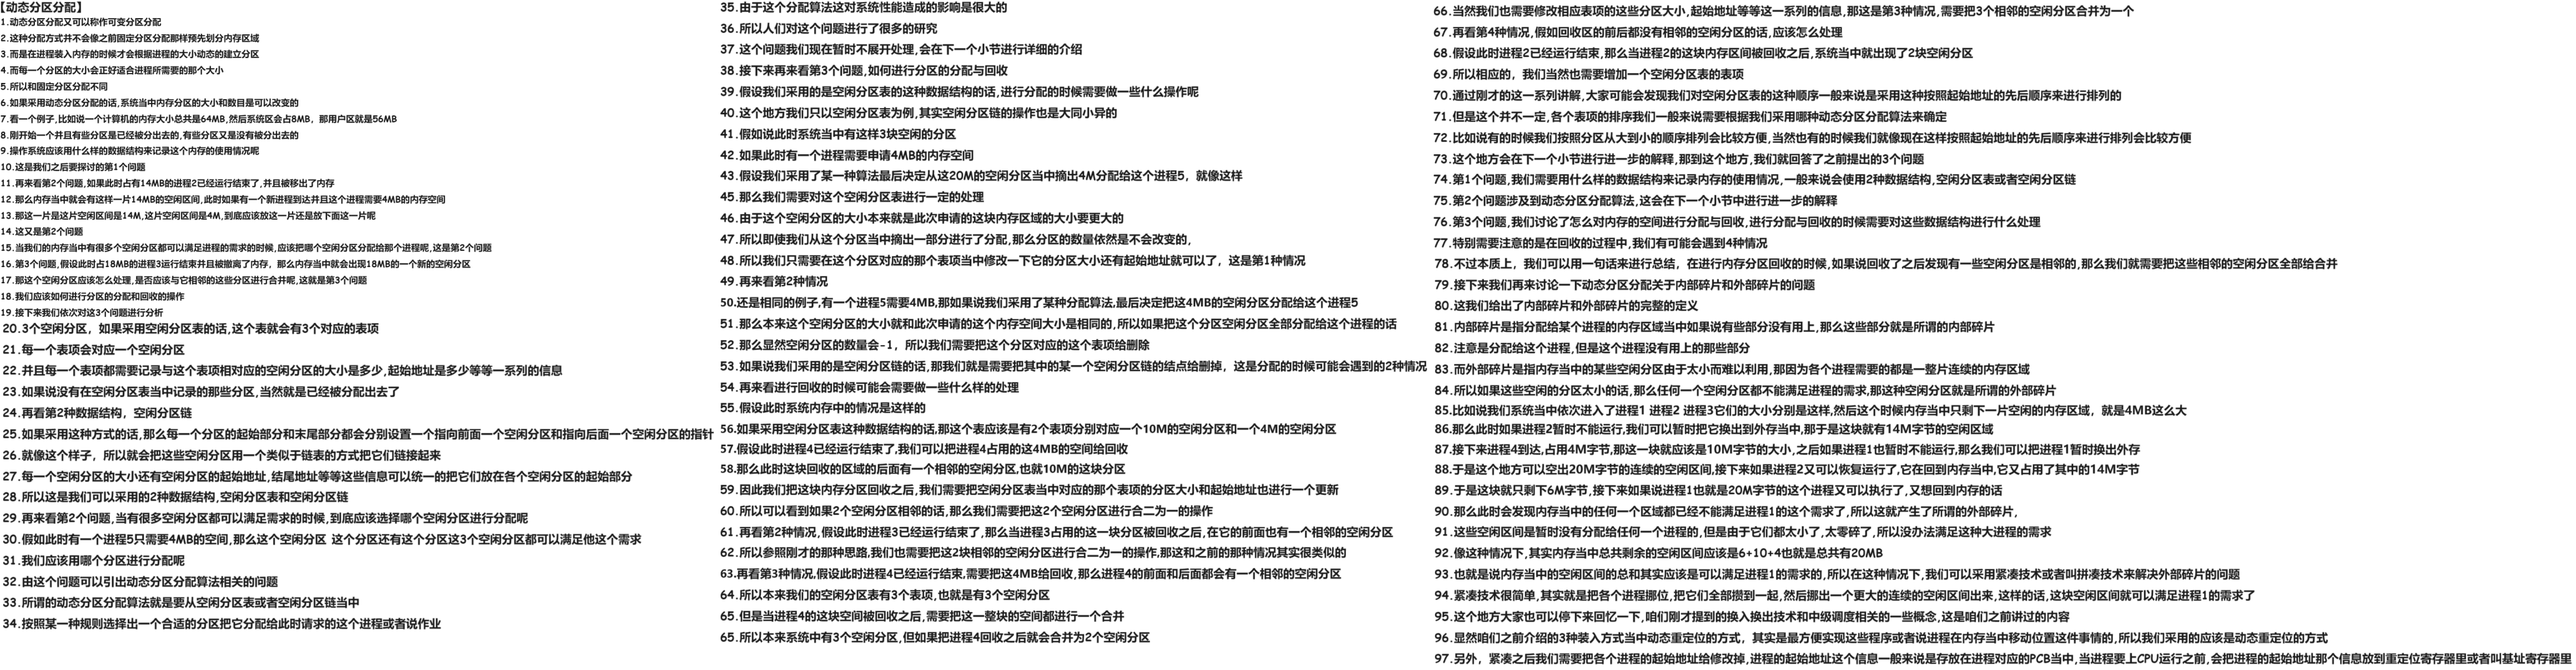 【动态分区分配】
1.动态分区分配又可以称作可变分区分配
2.这种分配方式并不会像之前固定分区分配那样预先划分内存区域
3.而是在进程装入内存的时候才会根据进程的大小动态的建立分区
4.而每一个分区的大小会正好适合进程所需要的那个大小
5.所以和固定分区分配不同
6.如果采用动态分区分配的话,系统当中内存分区的大小和数目是可以改变的
7.看一个例子,比如说一个计算机的内存大小总共是64MB,然后系统区会占8MB，那用户区就是56MB
8.刚开始一个并且有些分区是已经被分出去的,有些分区又是没有被分出去的
9.操作系统应该用什么样的数据结构来记录这个内存的使用情况呢
10.这是我们之后要探讨的第1个问题
11.再来看第2个问题,如果此时占有14MB的进程2已经运行结束了,并且被移出了内存
12.那么内存当中就会有这样一片14MB的空闲区间,此时如果有一个新进程到达并且这个进程需要4MB的内存空间
13.那这一片是这片空闲区间是14M,这片空闲区间是4M,到底应该放这一片还是放下面这一片呢
14.这又是第2个问题
15.当我们的内存当中有很多个空闲分区都可以满足进程的需求的时候,应该把哪个空闲分区分配给那个进程呢,这是第2个问题
16.第3个问题,假设此时占18MB的进程3运行结束并且被撤离了内存，那么内存当中就会出现18MB的一个新的空闲分区
17.那这个空闲分区应该怎么处理,是否应该与它相邻的这些分区进行合并呢,这就是第3个问题
18.我们应该如何进行分区的分配和回收的操作
19.接下来我们依次对这3个问题进行分析
20.3个空闲分区，如果采用空闲分区表的话,这个表就会有3个对应的表项
21.每一个表项会对应一个空闲分区
22.并且每一个表项都需要记录与这个表项相对应的空闲分区的大小是多少,起始地址是多少等等一系列的信息
23.如果说没有在空闲分区表当中记录的那些分区,当然就是已经被分配出去了
24.再看第2种数据结构，空闲分区链
25.如果采用这种方式的话,那么每一个分区的起始部分和末尾部分都会分别设置一个指向前面一个空闲分区和指向后面一个空闲分区的指针
26.就像这个样子，所以就会把这些空闲分区用一个类似于链表的方式把它们链接起来
27.每一个空闲分区的大小还有空闲分区的起始地址,结尾地址等等这些信息可以统一的把它们放在各个空闲分区的起始部分
28.所以这是我们可以采用的2种数据结构,空闲分区表和空闲分区链
29.再来看第2个问题,当有很多空闲分区都可以满足需求的时候,到底应该选择哪个空闲分区进行分配呢
30.假如此时有一个进程5只需要4MB的空间,那么这个空闲分区 这个分区还有这个分区这3个空闲分区都可以满足他这个需求
31.我们应该用哪个分区进行分配呢
32.由这个问题可以引出动态分区分配算法相关的问题
33.所谓的动态分区分配算法就是要从空闲分区表或者空闲分区链当中
34.按照某一种规则选择出一个合适的分区把它分配给此时请求的这个进程或者说作业
35.由于这个分配算法这对系统性能造成的影响是很大的
36.所以人们对这个问题进行了很多的研究
37.这个问题我们现在暂时不展开处理,会在下一个小节进行详细的介绍
38.接下来再来看第3个问题,如何进行分区的分配与回收
39.假设我们采用的是空闲分区表的这种数据结构的话,进行分配的时候需要做一些什么操作呢
40.这个地方我们只以空闲分区表为例,其实空闲分区链的操作也是大同小异的
41.假如说此时系统当中有这样3块空闲的分区
42.如果此时有一个进程需要申请4MB的内存空间
43.假设我们采用了某一种算法最后决定从这20M的空闲分区当中摘出4M分配给这个进程5，就像这样
45.那么我们需要对这个空闲分区表进行一定的处理
46.由于这个空闲分区的大小本来就是此次申请的这块内存区域的大小要更大的
47.所以即使我们从这个分区当中摘出一部分进行了分配,那么分区的数量依然是不会改变的,
48.所以我们只需要在这个分区对应的那个表项当中修改一下它的分区大小还有起始地址就可以了，这是第1种情况
49.再来看第2种情况
50.还是相同的例子,有一个进程5需要4MB,那如果说我们采用了某种分配算法,最后决定把这4MB的空闲分区分配给这个进程5
51.那么本来这个空闲分区的大小就和此次申请的这个内存空间大小是相同的,所以如果把这个分区空闲分区全部分配给这个进程的话
52.那么显然空闲分区的数量会-1，所以我们需要把这个分区对应的这个表项给删除
53.如果说我们采用的是空闲分区链的话,那我们就是需要把其中的某一个空闲分区链的结点给删掉，这是分配的时候可能会遇到的2种情况
54.再来看进行回收的时候可能会需要做一些什么样的处理
55.假设此时系统内存中的情况是这样的
56.如果采用空闲分区表这种数据结构的话,那这个表应该是有2个表项分别对应一个10M的空闲分区和一个4M的空闲分区
57.假设此时进程4已经运行结束了,我们可以把进程4占用的这4MB的空间给回收
58.那么此时这块回收的区域的后面有一个相邻的空闲分区,也就10M的这块分区
59.因此我们把这块内存分区回收之后,我们需要把空闲分区表当中对应的那个表项的分区大小和起始地址也进行一个更新
60.所以可以看到如果2个空闲分区相邻的话,那么我们需要把这2个空闲分区进行合二为一的操作
61.再看第2种情况,假设此时进程3已经运行结束了,那么当进程3占用的这一块分区被回收之后,在它的前面也有一个相邻的空闲分区
62.所以参照刚才的那种思路,我们也需要把这2块相邻的空闲分区进行合二为一的操作,那这和之前的那种情况其实很类似的
63.再看第3种情况,假设此时进程4已经运行结束,需要把这4MB给回收,那么进程4的前面和后面都会有一个相邻的空闲分区
64.所以本来我们的空闲分区表有3个表项,也就是有3个空闲分区
65.但是当进程4的这块空间被回收之后,需要把这一整块的空间都进行一个合并
65.所以本来系统中有3个空闲分区,但如果把进程4回收之后就会合并为2个空闲分区
66.当然我们也需要修改相应表项的这些分区大小,起始地址等等这一系列的信息,那这是第3种情况,需要把3个相邻的空闲分区合并为一个
67.再看第4种情况,假如回收区的前后都没有相邻的空闲分区的话,应该怎么处理
68.假设此时进程2已经运行结束,那么当进程2的这块内存区间被回收之后,系统当中就出现了2块空闲分区
69.所以相应的，我们当然也需要增加一个空闲分区表的表项
70.通过刚才的这一系列讲解,大家可能会发现我们对空闲分区表的这种顺序一般来说是采用这种按照起始地址的先后顺序来进行排列的
71.但是这个并不一定,各个表项的排序我们一般来说需要根据我们采用哪种动态分区分配算法来确定
72.比如说有的时候我们按照分区从大到小的顺序排列会比较方便,当然也有的时候我们就像现在这样按照起始地址的先后顺序来进行排列会比较方便
73.这个地方会在下一个小节进行进一步的解释,那到这个地方,我们就回答了之前提出的3个问题
74.第1个问题,我们需要用什么样的数据结构来记录内存的使用情况,一般来说会使用2种数据结构,空闲分区表或者空闲分区链
75.第2个问题涉及到动态分区分配算法,这会在下一个小节中进行进一步的解释
76.第3个问题,我们讨论了怎么对内存的空间进行分配与回收,进行分配与回收的时候需要对这些数据结构进行什么处理
77.特别需要注意的是在回收的过程中,我们有可能会遇到4种情况
78.不过本质上，我们可以用一句话来进行总结，在进行内存分区回收的时候,如果说回收了之后发现有一些空闲分区是相邻的,那么我们就需要把这些相邻的空闲分区全部给合并
79.接下来我们再来讨论一下动态分区分配关于内部碎片和外部碎片的问题
80.这我们给出了内部碎片和外部碎片的完整的定义
81.内部碎片是指分配给某个进程的内存区域当中如果说有些部分没有用上,那么这些部分就是所谓的内部碎片
82.注意是分配给这个进程,但是这个进程没有用上的那些部分
83.而外部碎片是指内存当中的某些空闲分区由于太小而难以利用,那因为各个进程需要的都是一整片连续的内存区域
84.所以如果这些空闲的分区太小的话,那么任何一个空闲分区都不能满足进程的需求,那这种空闲分区就是所谓的外部碎片
85.比如说我们系统当中依次进入了进程1 进程2 进程3它们的大小分别是这样,然后这个时候内存当中只剩下一片空闲的内存区域，就是4MB这么大
86.那么此时如果进程2暂时不能运行,我们可以暂时把它换出到外存当中,那于是这块就有14M字节的空闲区域
87.接下来进程4到达,占用4M字节,那这一块就应该是10M字节的大小,之后如果进程1也暂时不能运行,那么我们可以把进程1暂时换出外存
88.于是这个地方可以空出20M字节的连续的空闲区间,接下来如果进程2又可以恢复运行了,它在回到内存当中,它又占用了其中的14M字节
89.于是这块就只剩下6M字节,接下来如果说进程1也就是20M字节的这个进程又可以执行了,又想回到内存的话
90.那么此时会发现内存当中的任何一个区域都已经不能满足进程1的这个需求了,所以这就产生了所谓的外部碎片,
91.这些空闲区间是暂时没有分配给任何一个进程的,但是由于它们都太小了,太零碎了,所以没办法满足这种大进程的需求
92.像这种情况下,其实内存当中总共剩余的空闲区间应该是6+10+4也就是总共有20MB
93.也就是说内存当中的空闲区间的总和其实应该是可以满足进程1的需求的,所以在这种情况下,我们可以采用紧凑技术或者叫拼凑技术来解决外部碎片的问题
94.紧凑技术很简单,其实就是把各个进程挪位,把它们全部攒到一起,然后挪出一个更大的连续的空闲区间出来,这样的话,这块空闲区间就可以满足进程1的需求了
95.这个地方大家也可以停下来回忆一下,咱们刚才提到的换入换出技术和中级调度相关的一些概念,这是咱们之前讲过的内容
96.显然咱们之前介绍的3种装入方式当中动态重定位的方式，其实是最方便实现这些程序或者说进程在内存当中移动位置这件事情的,所以我们采用的应该是动态重定位的方式
97.另外，紧凑之后我们需要把各个进程的起始地址给修改掉,进程的起始地址这个信息一般来说是存放在进程对应的PCB当中,当进程要上CPU运行之前,会把进程的起始地址那个信息放到重定位寄存器里或者叫基址寄存器里